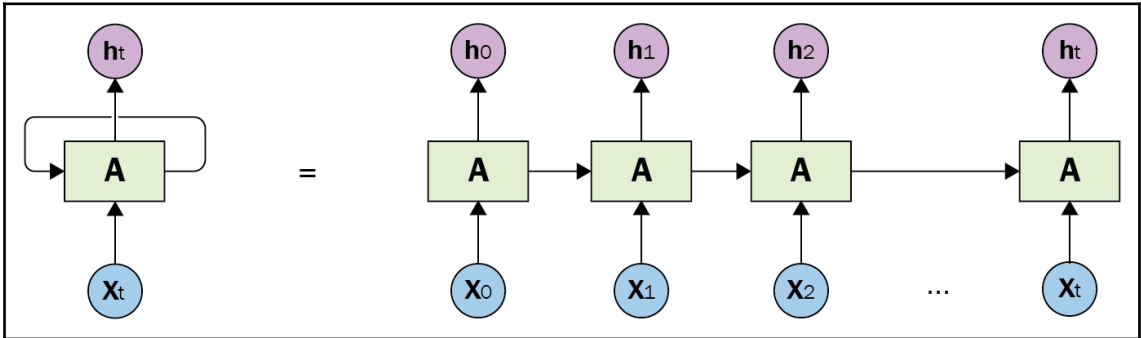 ht h0 h1 h2 ht
A = A A A A
Xt X0 X1 X2 ... Xt